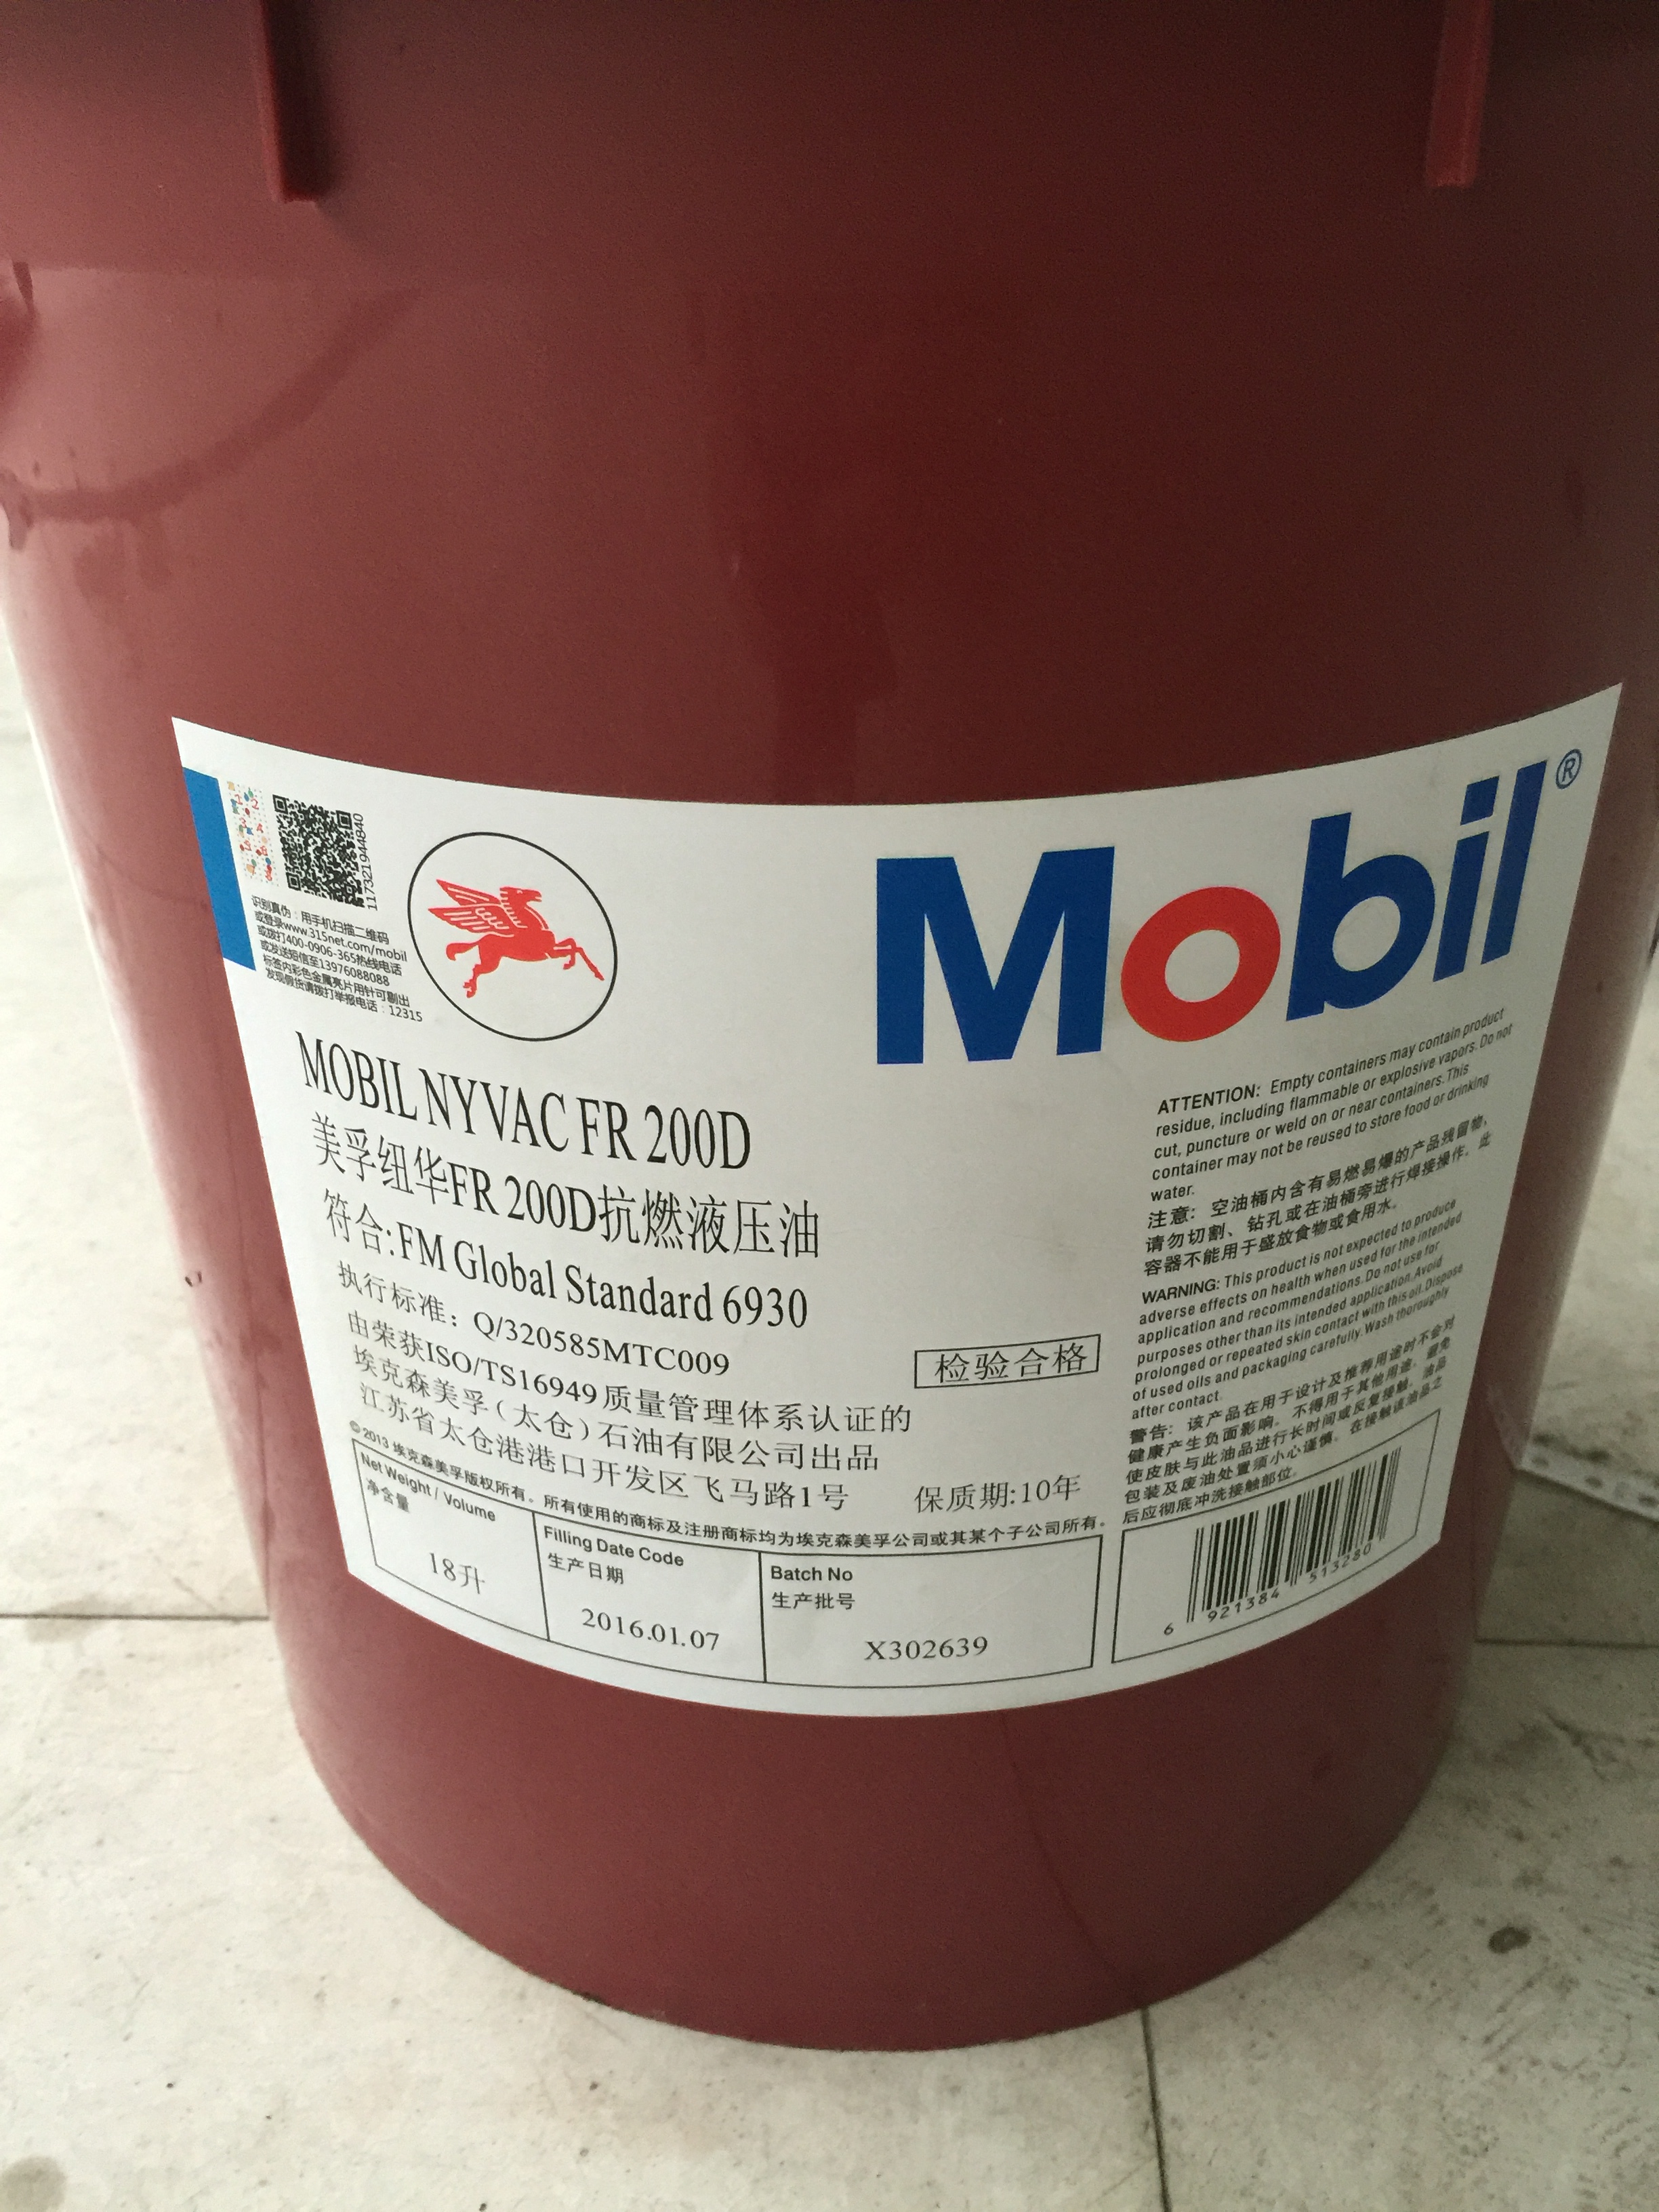 Mobil®
117321944840
识别真伪：用手机扫描二维码
或登录www.315net.com/mobil
或拨打400-0906-365热线电话
或发送短信至13976088088
标签内彩色金属亮片用针可剔出
发现假货请拨打举报电话：12315
MOBIL NYVAC FR 200D
美孚纽华FR 200D抗燃液压油
符合:FM Global Standard 6930
执行标准：Q/320585MTC009
由荣获ISO/TS16949质量管理体系认证的
埃克森美孚（太仓）石油有限公司出品
江苏省太仓港港口开发区飞马路1号
检验合格
保质期:10年
©2013 埃克森美孚版权所有。所有使用的商标及注册商标均为埃克森美孚公司或其某个子公司所有。
Net Weight / Volume
净含量
18升
Filling Date Code
生产日期
2016.01.07
Batch No
生产批号
X302639
ATTENTION: Empty containers may contain product
residue, including flammable or explosive vapors. Do not
cut, puncture or weld on or near containers. This
container may not be reused to store food or drinking
water.
注意：空油桶内含有易燃易爆的产品残留物，
请勿切割、钻孔或在油桶旁进行焊接操作。此
容器不能用于盛放食物或食用水。
WARNING: This product is not expected to produce
adverse effects on health when used for the intended
application and recommendations. Do not use for
purposes other than its intended application. Avoid
prolonged or repeated skin contact with this oil. Dispose
of used oils and packaging carefully. Wash thoroughly
after contact.
警告：该产品在用于设计及推荐用途时不会对
健康产生负面影响。不得用于其他用途。避免
使皮肤与此油品进行长时间或反复接触。油品
包装及废油处置须小心谨慎。在接触该油品之
后应彻底冲洗接触部位。
6 921384 513280